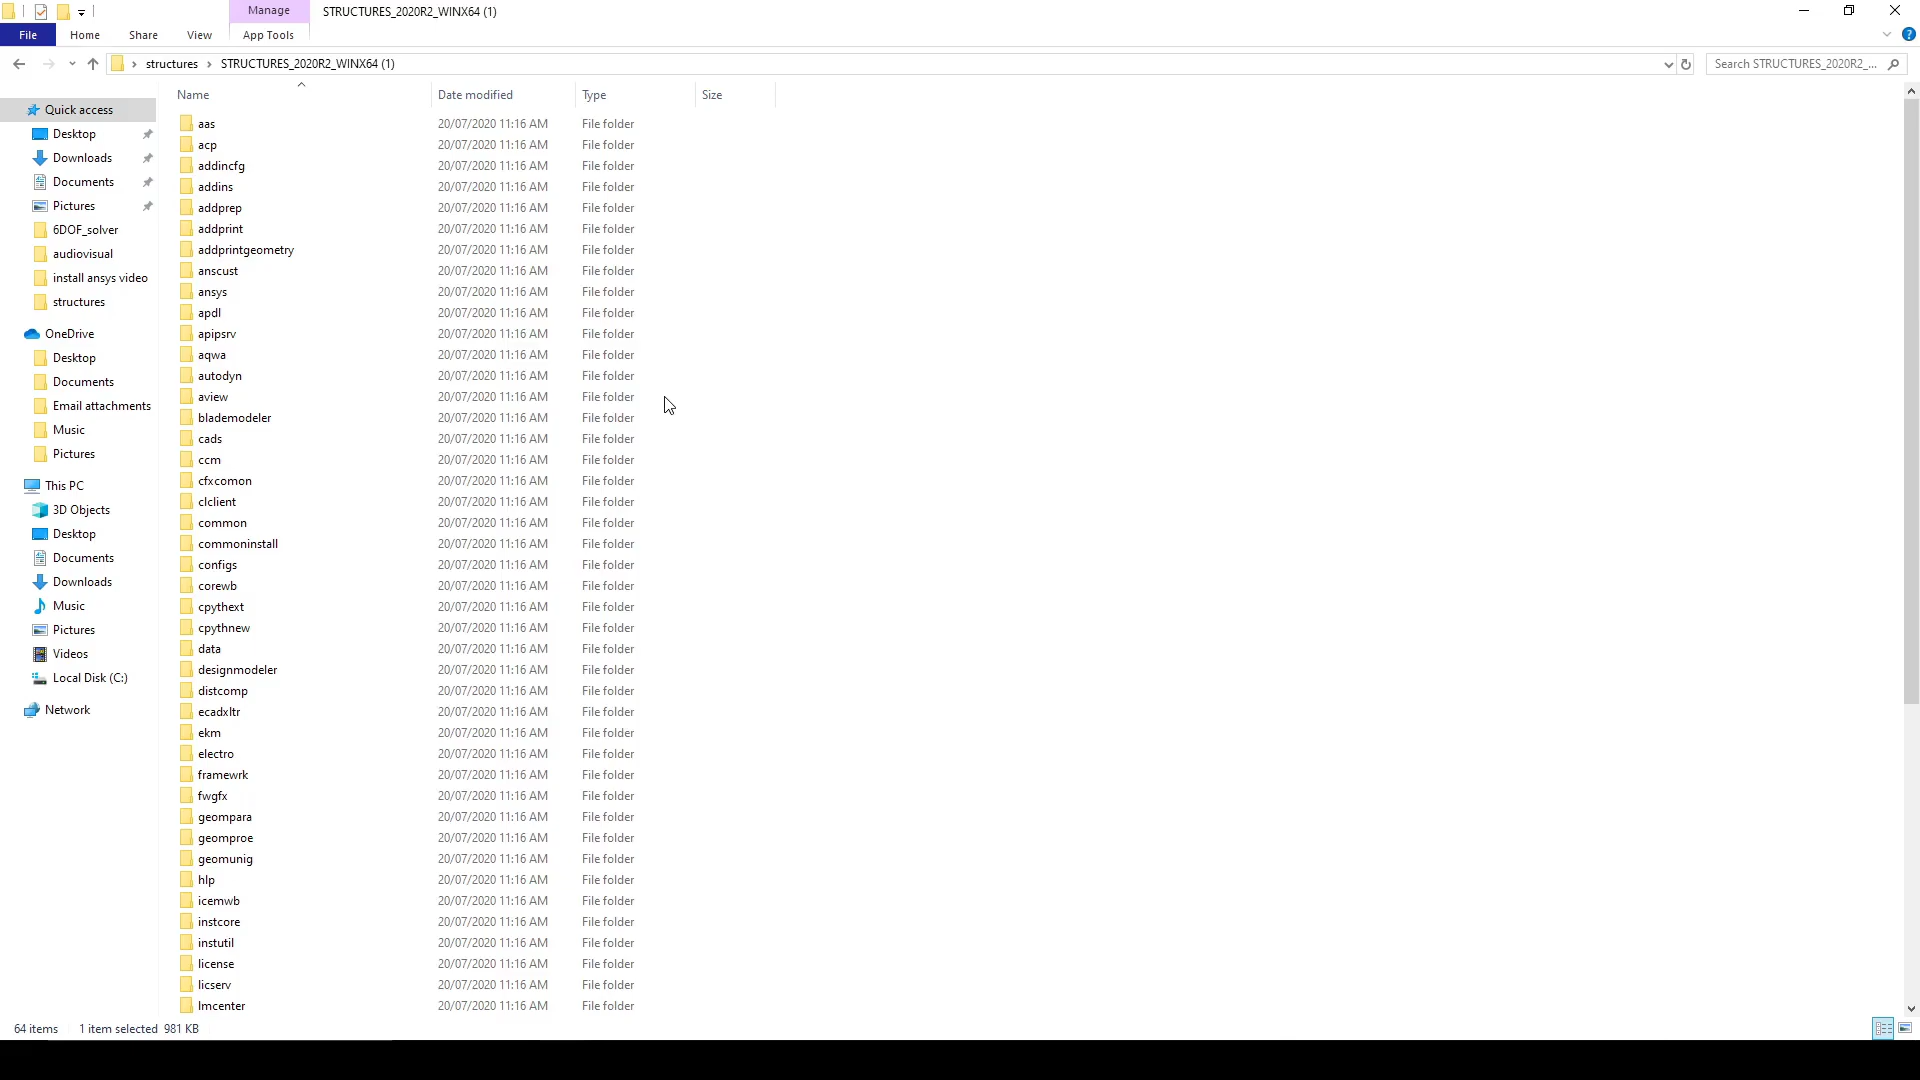 Manage
STRUCTURES_2020R2_WINX64 (1)
File
Home
Share
View
App Tools
structures
STRUCTURES_2020R2_WINX64 (1)
Search STRUCTURES_2020R2_...
Name
Date modified
Type
Size
Quick access
Desktop
Downloads
Documents
Pictures
6DOF_solver
audiovisual
install ansys video
structures
OneDrive
Desktop
Documents
Email attachments
Music
Pictures
This PC
3D Objects
Desktop
Documents
Downloads
Music
Pictures
Videos
Local Disk (C:)
Network
aas 20/07/2020 11:16 AM File folder
acp 20/07/2020 11:16 AM File folder
addincfg 20/07/2020 11:16 AM File folder
addins 20/07/2020 11:16 AM File folder
addprep 20/07/2020 11:16 AM File folder
addprint 20/07/2020 11:16 AM File folder
addprintgeometry 20/07/2020 11:16 AM File folder
anscust 20/07/2020 11:16 AM File folder
ansys 20/07/2020 11:16 AM File folder
apdl 20/07/2020 11:16 AM File folder
apipsrv 20/07/2020 11:16 AM File folder
aqwa 20/07/2020 11:16 AM File folder
autodyn 20/07/2020 11:16 AM File folder
aview 20/07/2020 11:16 AM File folder
blademodeler 20/07/2020 11:16 AM File folder
cads 20/07/2020 11:16 AM File folder
ccm 20/07/2020 11:16 AM File folder
cfxcomon 20/07/2020 11:16 AM File folder
clclient 20/07/2020 11:16 AM File folder
common 20/07/2020 11:16 AM File folder
commoninstall 20/07/2020 11:16 AM File folder
configs 20/07/2020 11:16 AM File folder
corewb 20/07/2020 11:16 AM File folder
cpythext 20/07/2020 11:16 AM File folder
cpythnew 20/07/2020 11:16 AM File folder
data 20/07/2020 11:16 AM File folder
designmodeler 20/07/2020 11:16 AM File folder
distcomp 20/07/2020 11:16 AM File folder
ecadxltr 20/07/2020 11:16 AM File folder
ekm 20/07/2020 11:16 AM File folder
electro 20/07/2020 11:16 AM File folder
framewrk 20/07/2020 11:16 AM File folder
fwgfx 20/07/2020 11:16 AM File folder
geompara 20/07/2020 11:16 AM File folder
geomproe 20/07/2020 11:16 AM File folder
geomunig 20/07/2020 11:16 AM File folder
hlp 20/07/2020 11:16 AM File folder
icemwb 20/07/2020 11:16 AM File folder
instcore 20/07/2020 11:16 AM File folder
instutil 20/07/2020 11:16 AM File folder
license 20/07/2020 11:16 AM File folder
licserv 20/07/2020 11:16 AM File folder
lmcenter 20/07/2020 11:16 AM File folder
64 items 1 item selected 981 KB